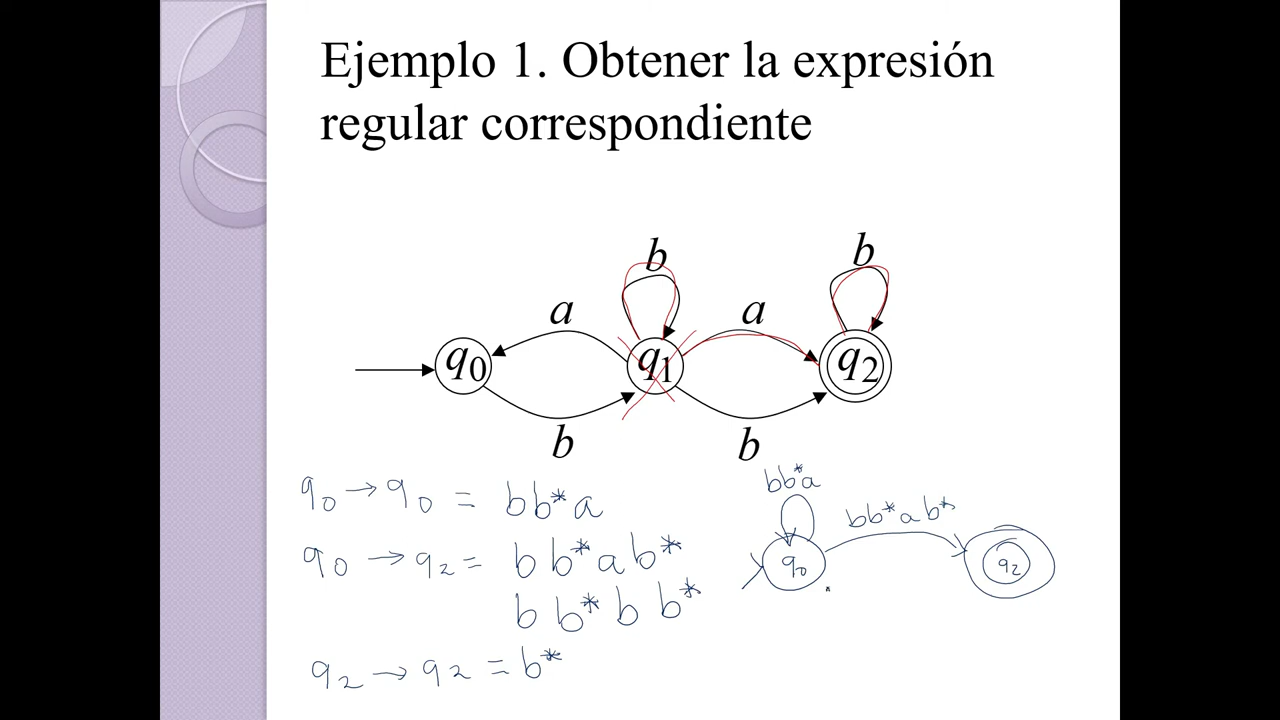 Ejemplo 1. Obtener la expresión
regular correspondiente
b
b
a
a
q0
q1
q2
b
b
q0 → q0 = bb*a
q0 → q2 = bb*ab*
bb*bb*
q2 → q2 = b*
bb*a
bb*ab*
q0
q2